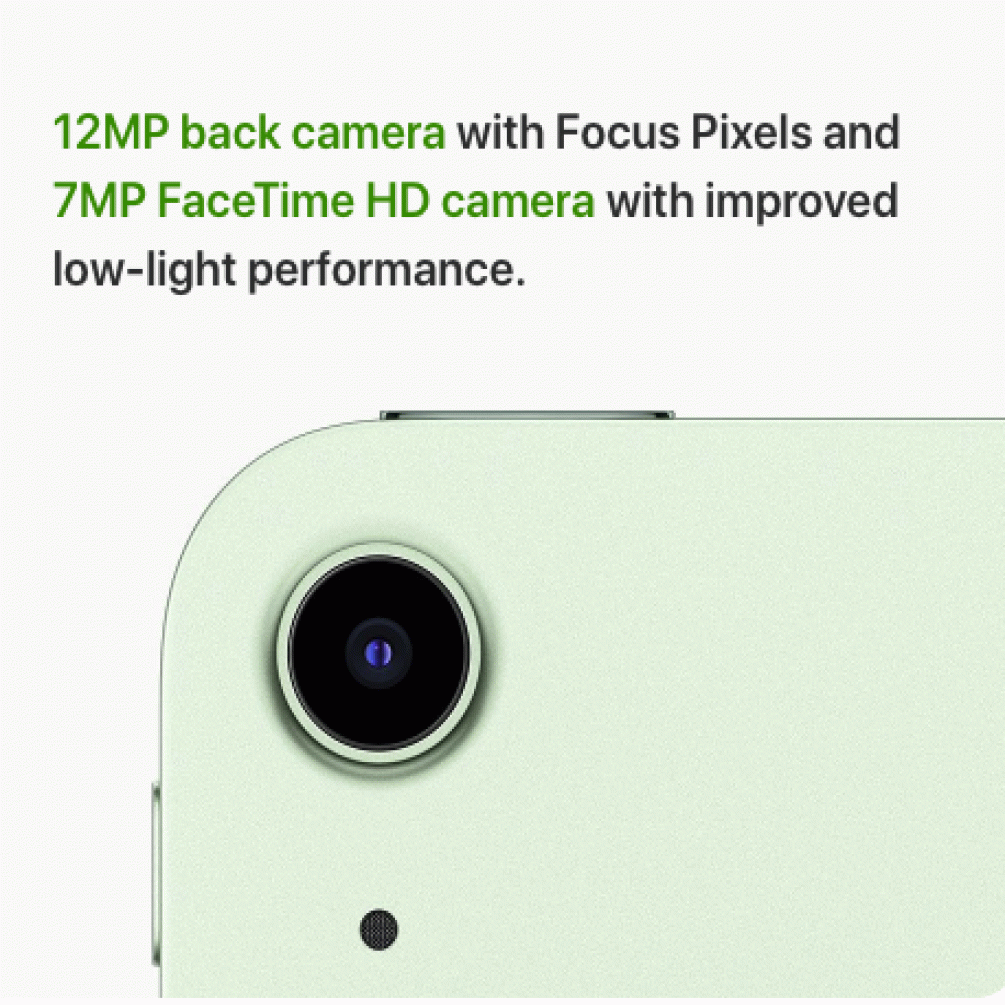 12MP back camera with Focus Pixels and
7MP FaceTime HD camera with improved
low-light performance.